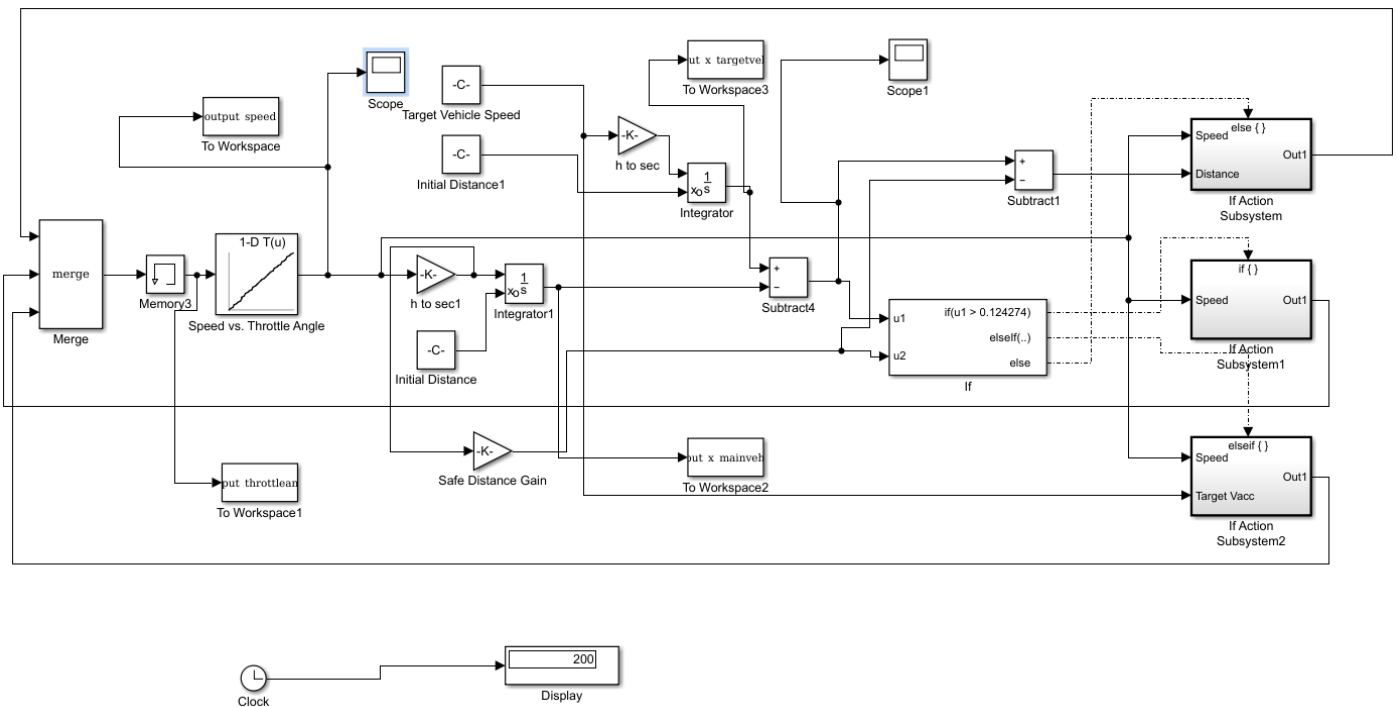 Scope
-C-
Target Vehicle Speed
ut x targetvel
To Workspace3
Scope1
output speed
To Workspace
-C-
Initial Distance1
-K-
h to sec
1
s
xo
Integrator
+
−
Subtract1
else { }
Speed
Distance
Out1
If Action
Subsystem
merge
Merge
Memory3
1-D T(u)
Speed vs. Throttle Angle
-K-
h to sec1
1
s
xo
Integrator1
+
−
Subtract4
if { }
Speed
Out1
If Action
Subsystem1
u1
u2
if(u1 > 0.124274)
elseif(..)
else
If
-C-
Initial Distance
-K-
Safe Distance Gain
out x mainveh
To Workspace2
put throttlean
To Workspace1
elseif { }
Speed
Target Vacc
Out1
If Action
Subsystem2
Clock
200
Display